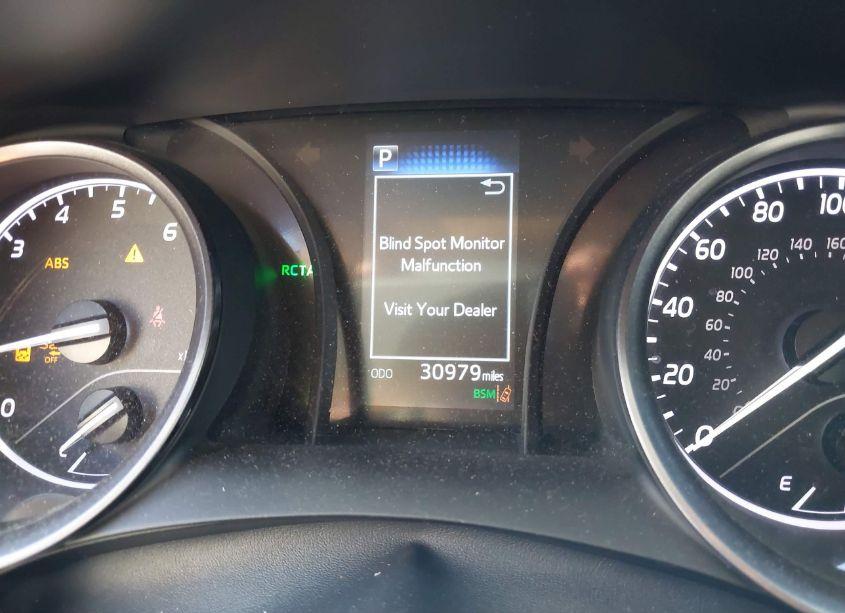 P
Blind Spot Monitor
Malfunction
Visit Your Dealer
ODO 30979 miles
BSM
RCTA
ABS
OFF
3
4
5
6
0
0
20
40
60
80
100
20
40
60
80
100
120
140
160
E